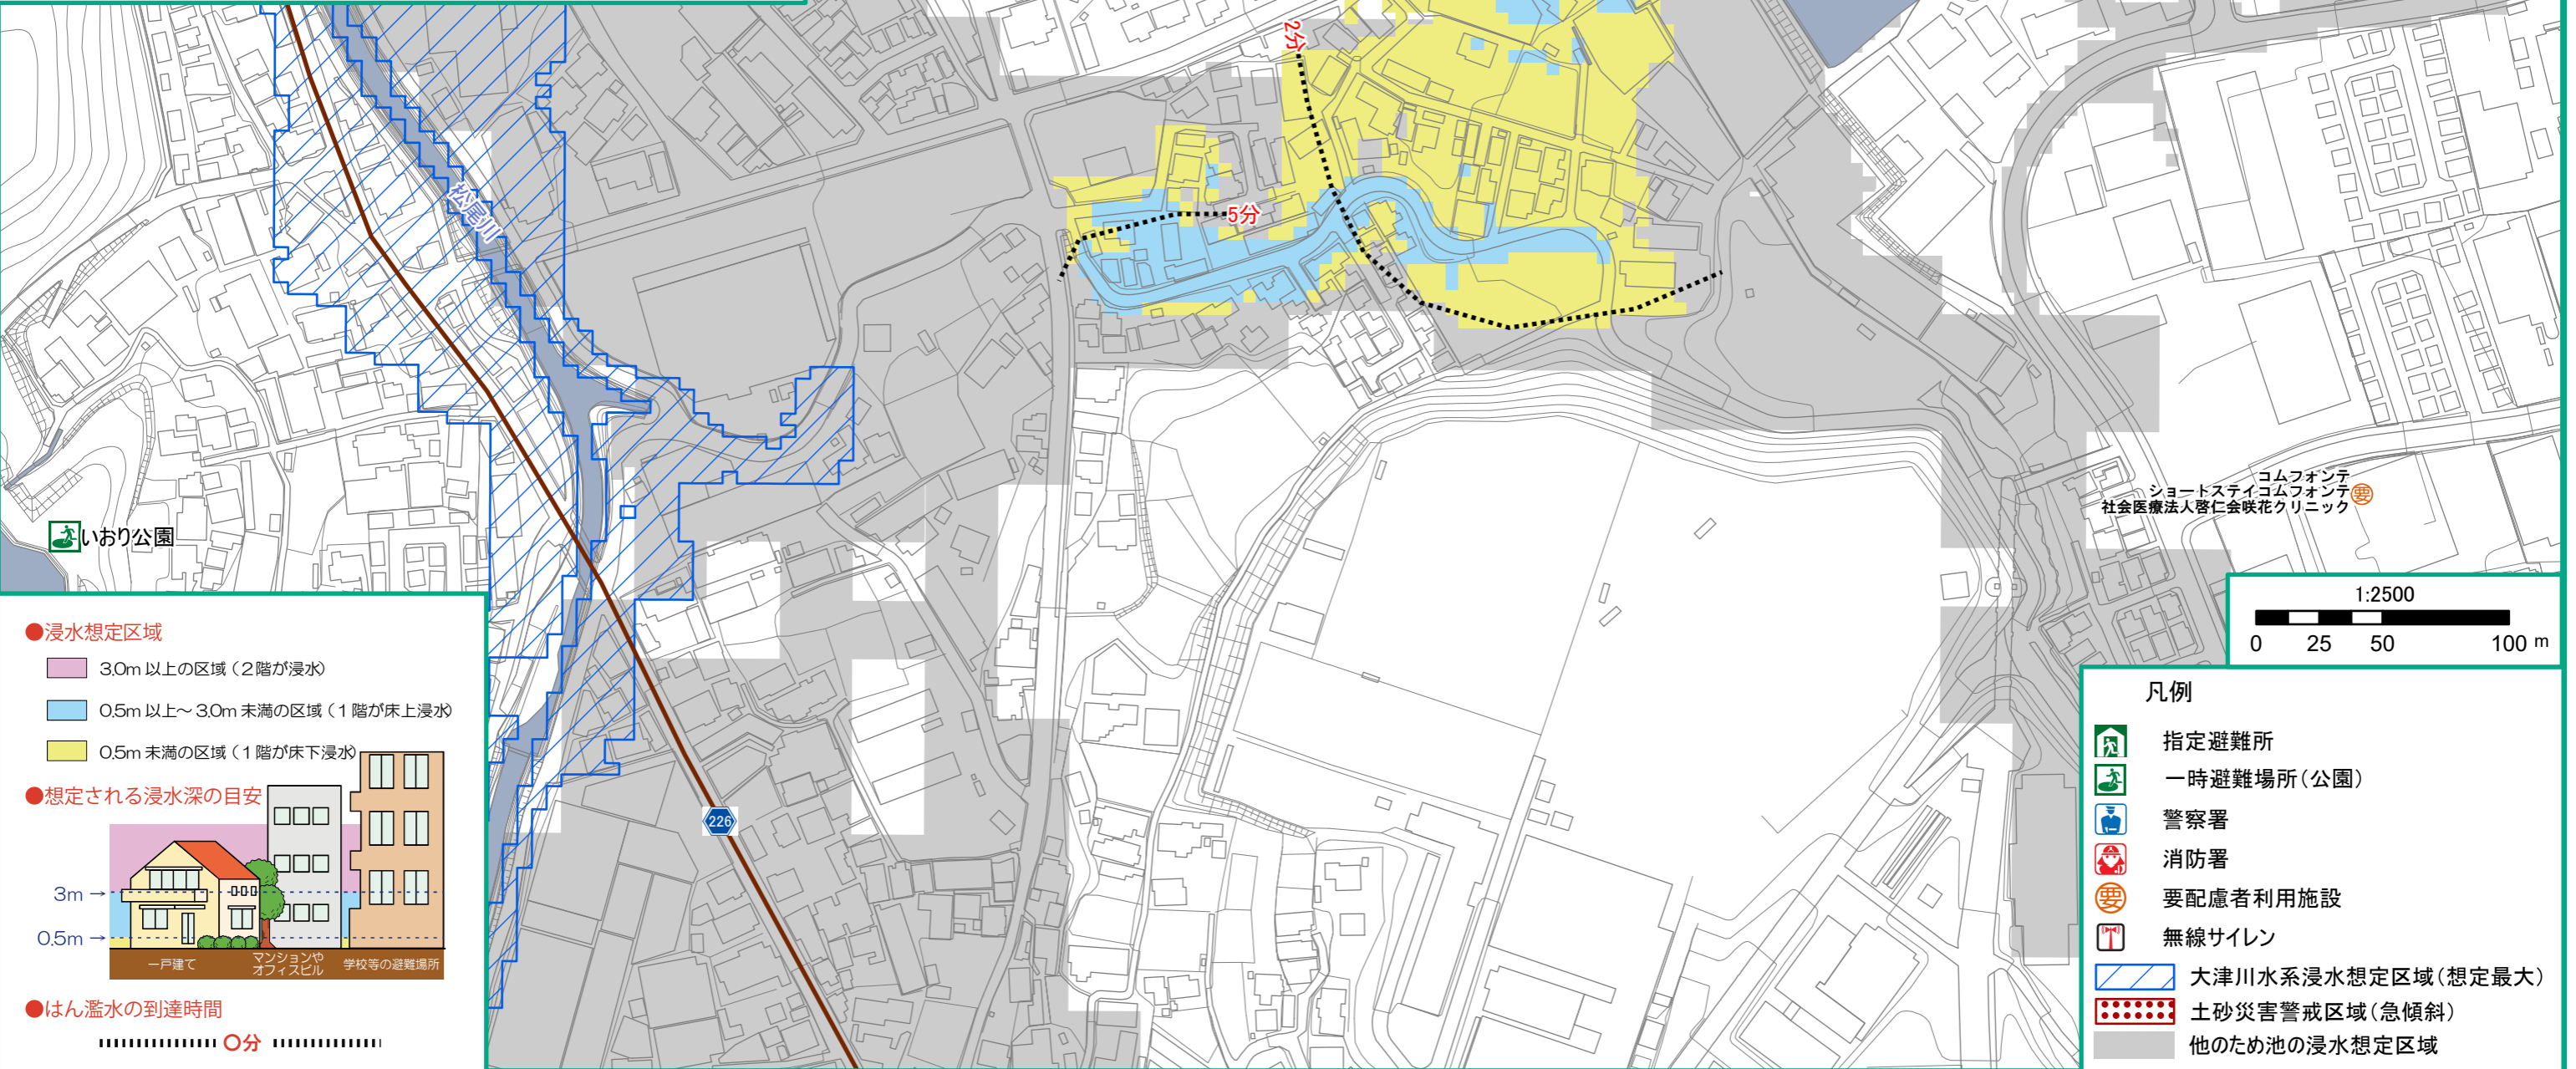 2分
5分
松尾川
いおり公園
コムフォンテ
ショートステイコムフォンテ
社会医療法人啓仁会咲花クリニック
要
226
1:2500
0 25 50 100 m
●浸水想定区域
3.0m 以上の区域(2階が浸水)
0.5m 以上～3.0m 未満の区域(1階が床上浸水)
0.5m 未満の区域(1階が床下浸水)
●想定される浸水深の目安
3m→
0.5m→
一戸建て
マンションや
オフィスビル
学校等の避難場所
●はん濫水の到達時間
〇分
凡例
指定避難所
一時避難場所(公園)
警察署
消防署
要 要配慮者利用施設
無線サイレン
大津川水系浸水想定区域(想定最大)
土砂災害警戒区域(急傾斜)
他のため池の浸水想定区域